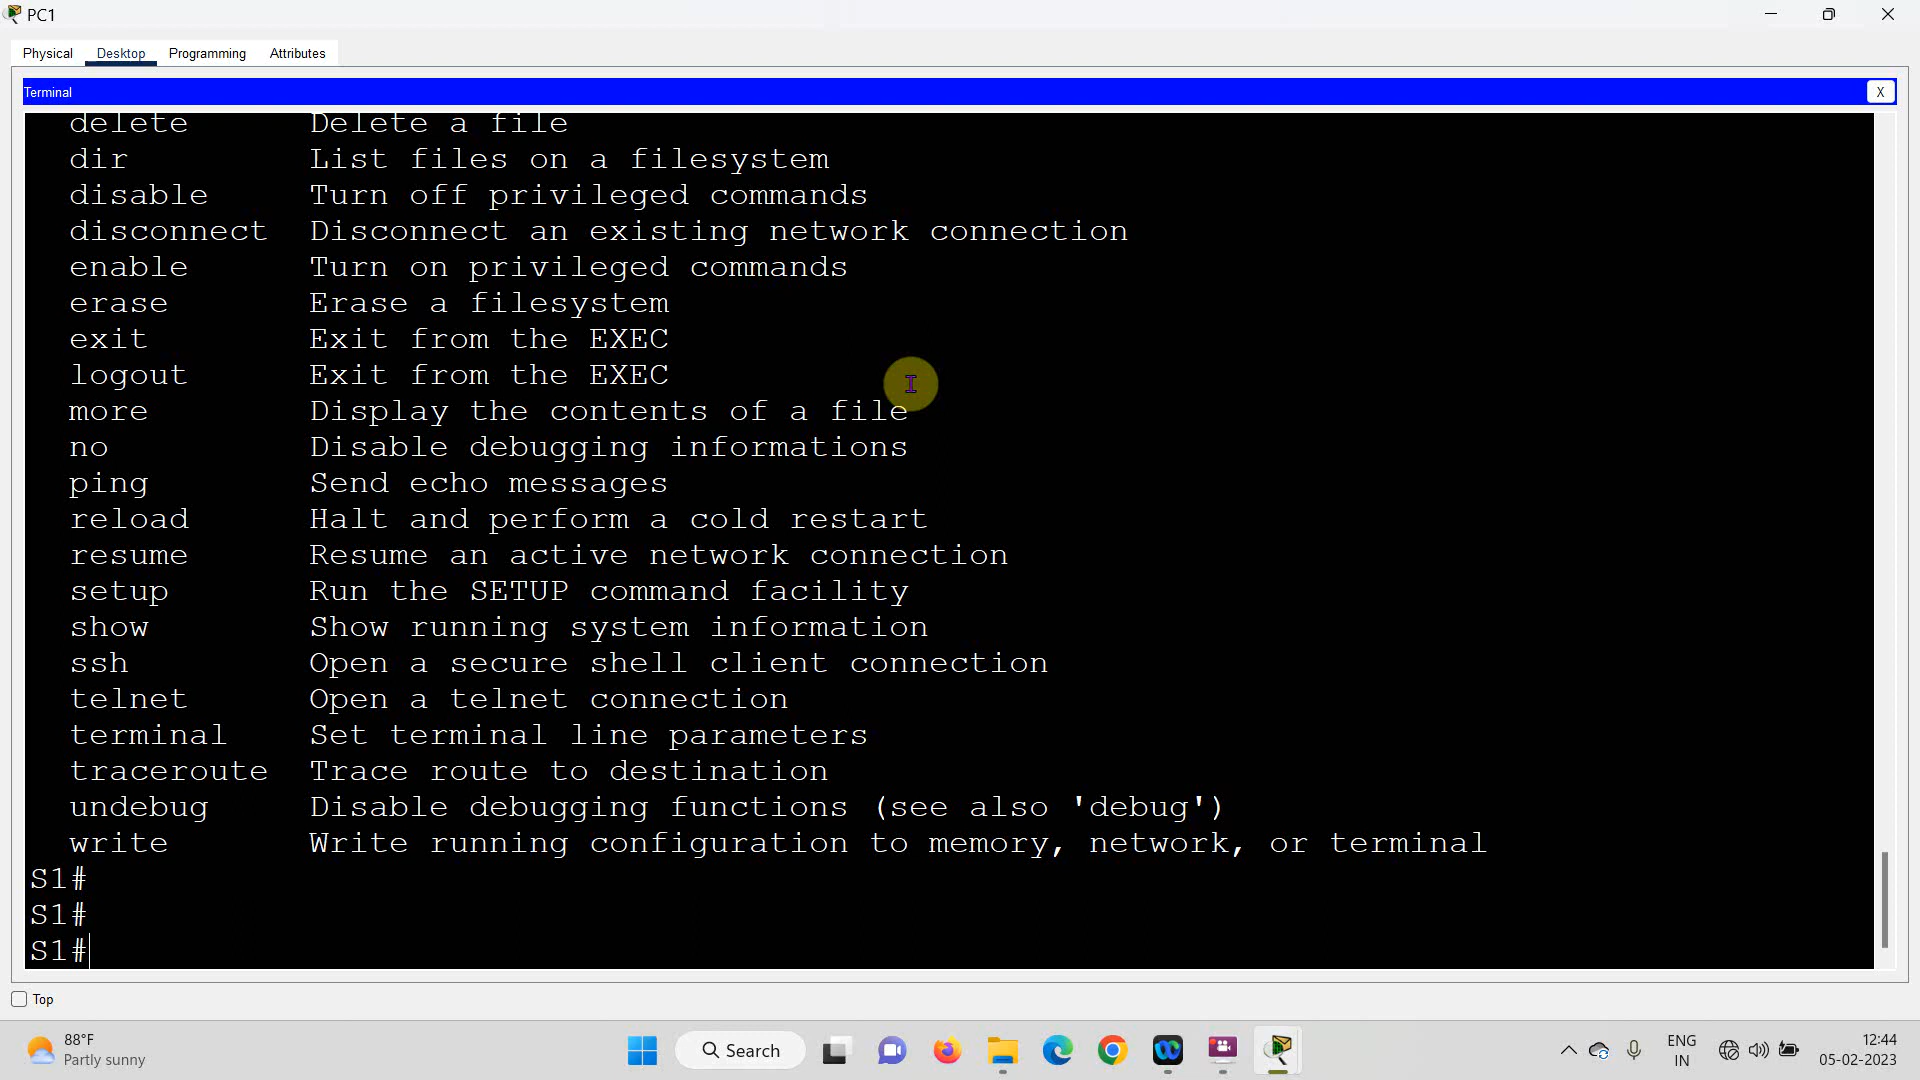 PC1
Physical Desktop Programming Attributes
Terminal X
delete Delete a file
dir List files on a filesystem
disable Turn off privileged commands
disconnect Disconnect an existing network connection
enable Turn on privileged commands
erase Erase a filesystem
exit Exit from the EXEC
logout Exit from the EXEC
more Display the contents of a file
no Disable debugging informations
ping Send echo messages
reload Halt and perform a cold restart
resume Resume an active network connection
setup Run the SETUP command facility
show Show running system information
ssh Open a secure shell client connection
telnet Open a telnet connection
terminal Set terminal line parameters
traceroute Trace route to destination
undebug Disable debugging functions (see also 'debug')
write Write running configuration to memory, network, or terminal
S1#
S1#
S1#
Top
88°F
Partly sunny
Search
ENG
IN
12:44
05-02-2023